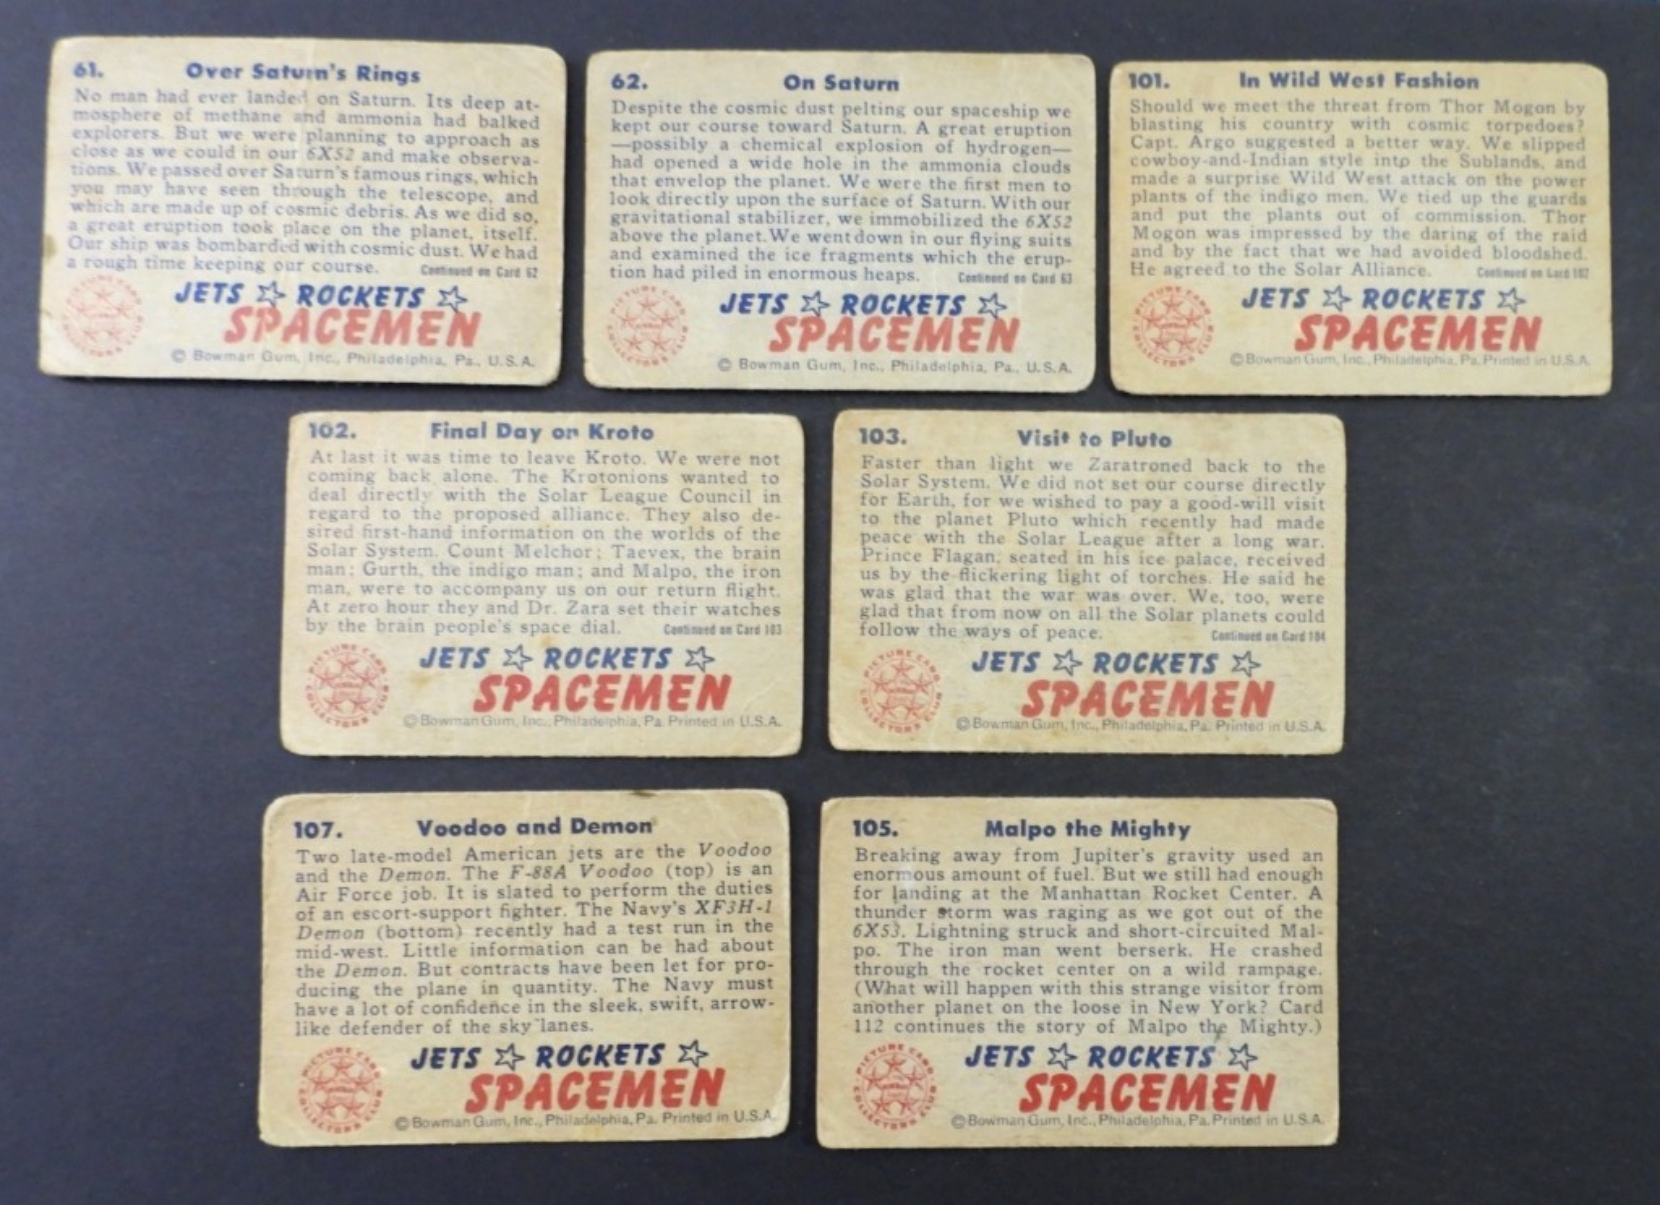 61. Over Saturn's Rings
No man had ever landed on Saturn. Its deep at-
mosphere of methane and ammonia had balked
explorers. But we were planning to approach as
close as we could in our 6X52 and make observa-
tions. We passed over Saturn's famous rings, which
you may have seen through the telescope, and
which are made up of cosmic debris. As we did so,
a great eruption took place on the planet, itself.
Our ship was bombarded with cosmic dust. We had
a rough time keeping our course. Continued on Card 62
PICTURE CARD COLLECTORS CLUB
JETS ☆ ROCKETS ☆
SPACEMEN
© Bowman Gum, Inc., Philadelphia, Pa., U.S.A.
62. On Saturn
Despite the cosmic dust pelting our spaceship we
kept our course toward Saturn. A great eruption
—possibly a chemical explosion of hydrogen—
had opened a wide hole in the ammonia clouds
that envelop the planet. We were the first men to
look directly upon the surface of Saturn. With our
gravitational stabilizer, we immobilized the 6X52
above the planet. We went down in our flying suits
and examined the ice fragments which the erup-
tion had piled in enormous heaps. Continued on Card 63
PICTURE CARD COLLECTORS CLUB
JETS ☆ ROCKETS ☆
SPACEMEN
© Bowman Gum, Inc., Philadelphia, Pa., U.S.A.
101. In Wild West Fashion
Should we meet the threat from Thor Mogon by
blasting his country with cosmic torpedoes?
Capt. Argo suggested a better way. We slipped
cowboy-and-Indian style into the Sublands, and
made a surprise Wild West attack on the power
plants of the indigo men. We tied up the guards
and put the plants out of commission. Thor
Mogon was impressed by the daring of the raid
and by the fact that we had avoided bloodshed.
He agreed to the Solar Alliance. Continued on Card 102
PICTURE CARD COLLECTORS CLUB
JETS ☆ ROCKETS ☆
SPACEMEN
© Bowman Gum, Inc., Philadelphia, Pa. Printed in U.S.A.
102. Final Day on Kroto
At last it was time to leave Kroto. We were not
coming back alone. The Krotonions wanted to
deal directly with the Solar League Council in
regard to the proposed alliance. They also de-
sired first-hand information on the worlds of the
Solar System. Count Melchor; Taevex, the brain
man; Gurth, the indigo man; and Malpo, the iron
man, were to accompany us on our return flight.
At zero hour they and Dr. Zara set their watches
by the brain people's space dial. Continued on Card 103
PICTURE CARD COLLECTORS CLUB
JETS ☆ ROCKETS ☆
SPACEMEN
© Bowman Gum, Inc., Philadelphia, Pa. Printed in U.S.A.
103. Visit to Pluto
Faster than light we Zaratroned back to the
Solar System. We did not set our course directly
for Earth, for we wished to pay a good-will visit
to the planet Pluto which recently had made
peace with the Solar League after a long war.
Prince Flagan, seated in his ice palace, received
us by the flickering light of torches. He said he
was glad that the war was over. We, too, were
glad that from now on all the Solar planets could
follow the ways of peace. Continued on Card 104
PICTURE CARD COLLECTORS CLUB
JETS ☆ ROCKETS ☆
SPACEMEN
© Bowman Gum, Inc., Philadelphia, Pa. Printed in U.S.A.
107. Voodoo and Demon
Two late-model American jets are the Voodoo
and the Demon. The F-88A Voodoo (top) is an
Air Force job. It is slated to perform the duties
of an escort-support fighter. The Navy's XF3H-1
Demon (bottom) recently had a test run in the
mid-west. Little information can be had about
the Demon. But contracts have been let for pro-
ducing the plane in quantity. The Navy must
have a lot of confidence in the sleek, swift, arrow-
like defender of the sky lanes.
PICTURE CARD COLLECTORS CLUB
JETS ☆ ROCKETS ☆
SPACEMEN
© Bowman Gum, Inc., Philadelphia, Pa. Printed in U.S.A.
105. Malpo the Mighty
Breaking away from Jupiter's gravity used an
enormous amount of fuel. But we still had enough
for landing at the Manhattan Rocket Center. A
thunder storm was raging as we got out of the
6X53. Lightning struck and short-circuited Mal-
po. The iron man went berserk. He crashed
through the rocket center on a wild rampage.
(What will happen with this strange visitor from
another planet on the loose in New York? Card
112 continues the story of Malpo the Mighty.)
PICTURE CARD COLLECTORS CLUB
JETS ☆ ROCKETS ☆
SPACEMEN
© Bowman Gum, Inc., Philadelphia, Pa. Printed in U.S.A.